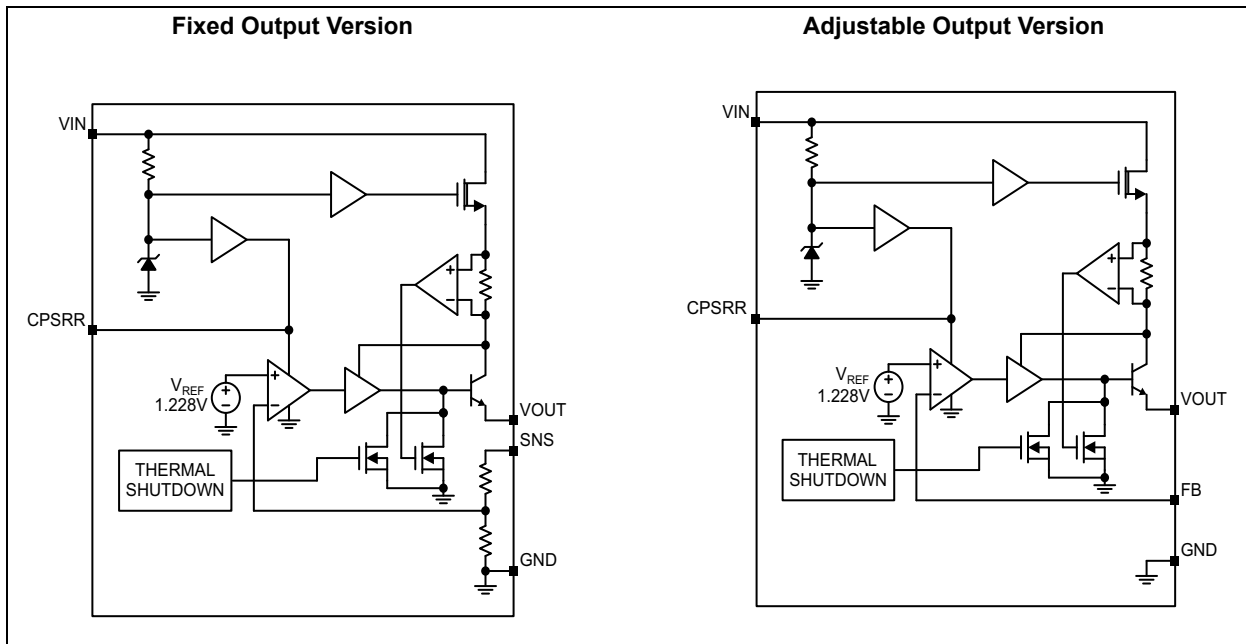 Fixed Output Version
VIN
CPSRR
+
−
VREF
1.228V
+
−
+
−
VOUT
SNS
THERMAL
SHUTDOWN
GND
Adjustable Output Version
VIN
CPSRR
+
−
VREF
1.228V
+
−
+
−
VOUT
THERMAL
SHUTDOWN
FB
GND